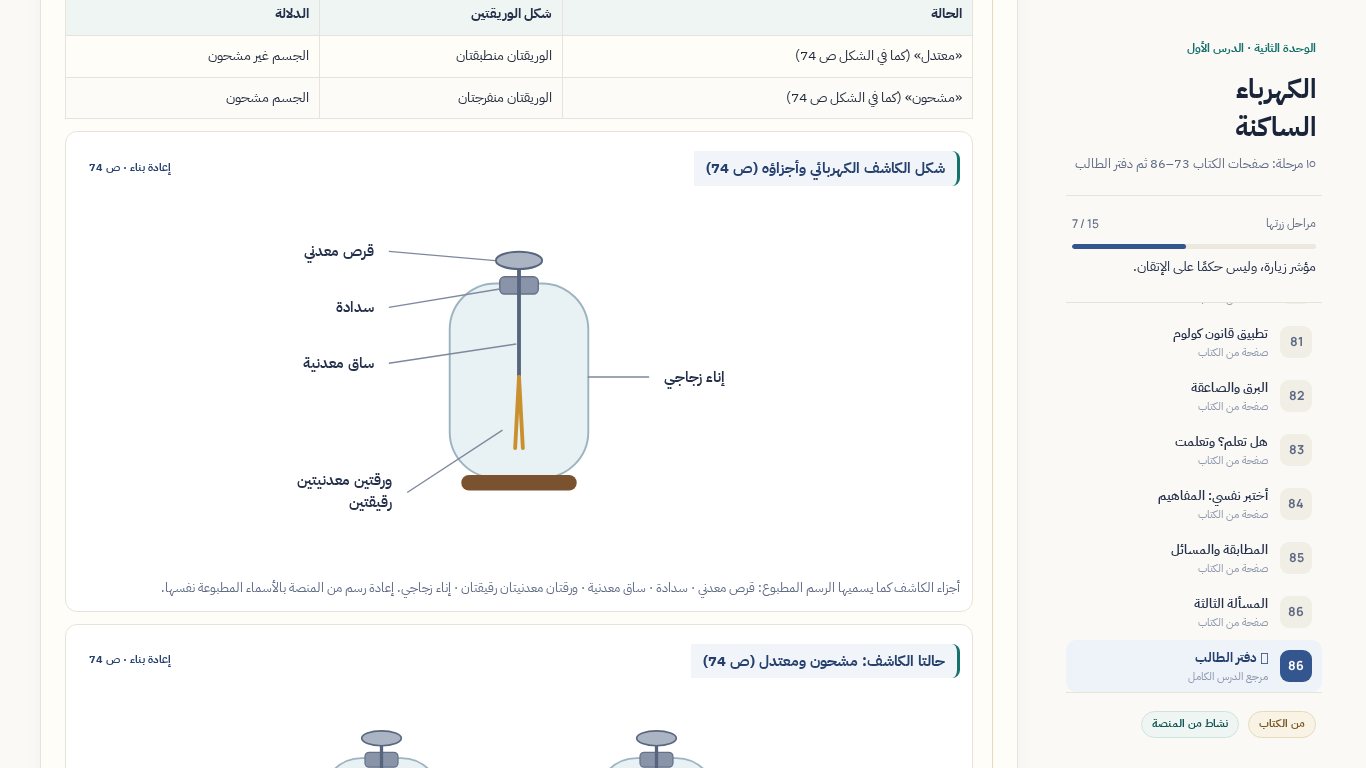 الوحدة الثانية · الدرس الأول
الكهرباء
الساكنة
١٥ مرحلة: صفحات الكتاب 73–86 ثم دفتر الطالب
مراحل زرتها
7 / 15
مؤشر زيارة، وليس حكمًا على الإتقان.
81
تطبيق قانون كولوم
صفحة من الكتاب
82
البرق والصاعقة
صفحة من الكتاب
83
هل تعلم؟ وتعلمت
صفحة من الكتاب
84
أختبر نفسي: المفاهيم
صفحة من الكتاب
85
المطابقة والمسائل
صفحة من الكتاب
86
المسألة الثالثة
صفحة من الكتاب
86
دفتر الطالب
مرجع الدرس الكامل
من الكتاب
نشاط من المنصة
الحالة شكل الوريقتين الدلالة
«معتدل» (كما في الشكل ص 74) الوريقتان منطبقتان الجسم غير مشحون
«مشحون» (كما في الشكل ص 74) الوريقتان منفرجتان الجسم مشحون
شكل الكاشف الكهربائي وأجزاؤه (ص 74)
إعادة بناء · ص 74
قرص معدني
سدادة
ساق معدنية
إناء زجاجي
ورقتين معدنيتين
رقيقتين
أجزاء الكاشف كما يسميها الرسم المطبوع: قرص معدني · سدادة · ساق معدنية · ورقتان معدنيتان رقيقتان · إناء زجاجي. إعادة رسم من المنصة بالأسماء المطبوعة نفسها.
حالتا الكاشف: مشحون ومعتدل (ص 74)
إعادة بناء · ص 74